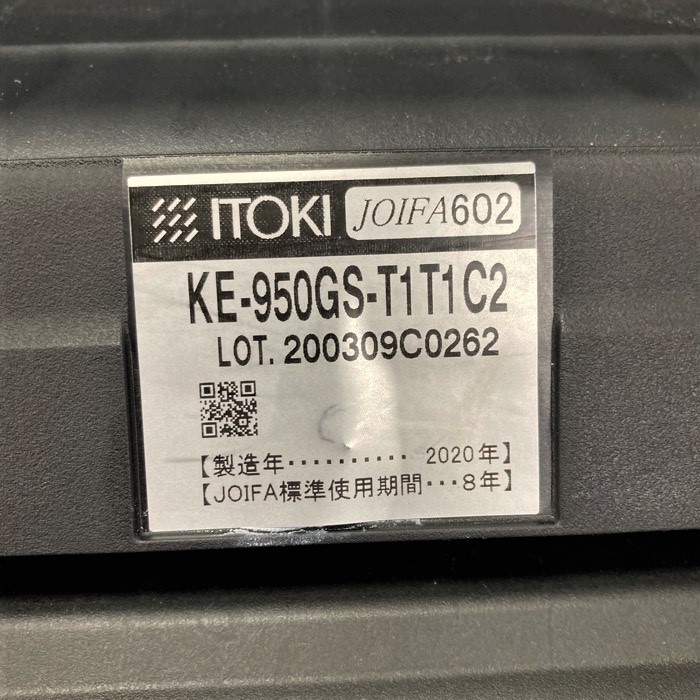 ITOKI JOIFA602
KE-950GS-T1T1C2
LOT. 200309C0262
【製造年・・・・・・・・・・ 2020年】
【JOIFA標準使用期間・・・8年】